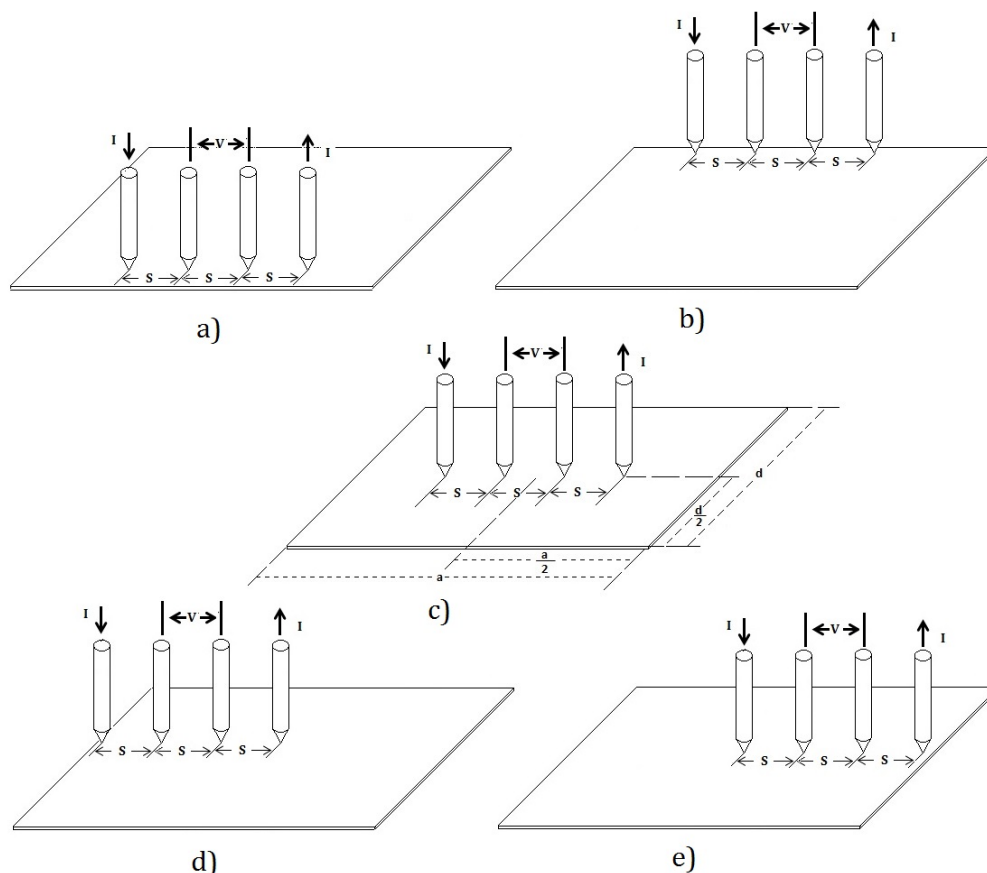 I V I
S S S
a)
I V I
S S S
b)
I V I
S S S
d
d/2
a/2
a
c)
I V I
S S S
d)
I V I
S S S
e)